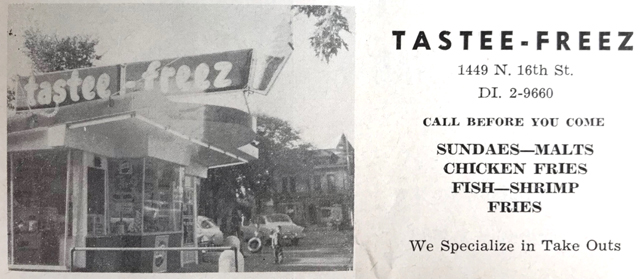 tastee-freez
TASTEE-FREEZ
1449 N. 16th St.
DI. 2-9660
CALL BEFORE YOU COME
SUNDAES—MALTS
CHICKEN FRIES
FISH—SHRIMP
FRIES
We Specialize in Take Outs